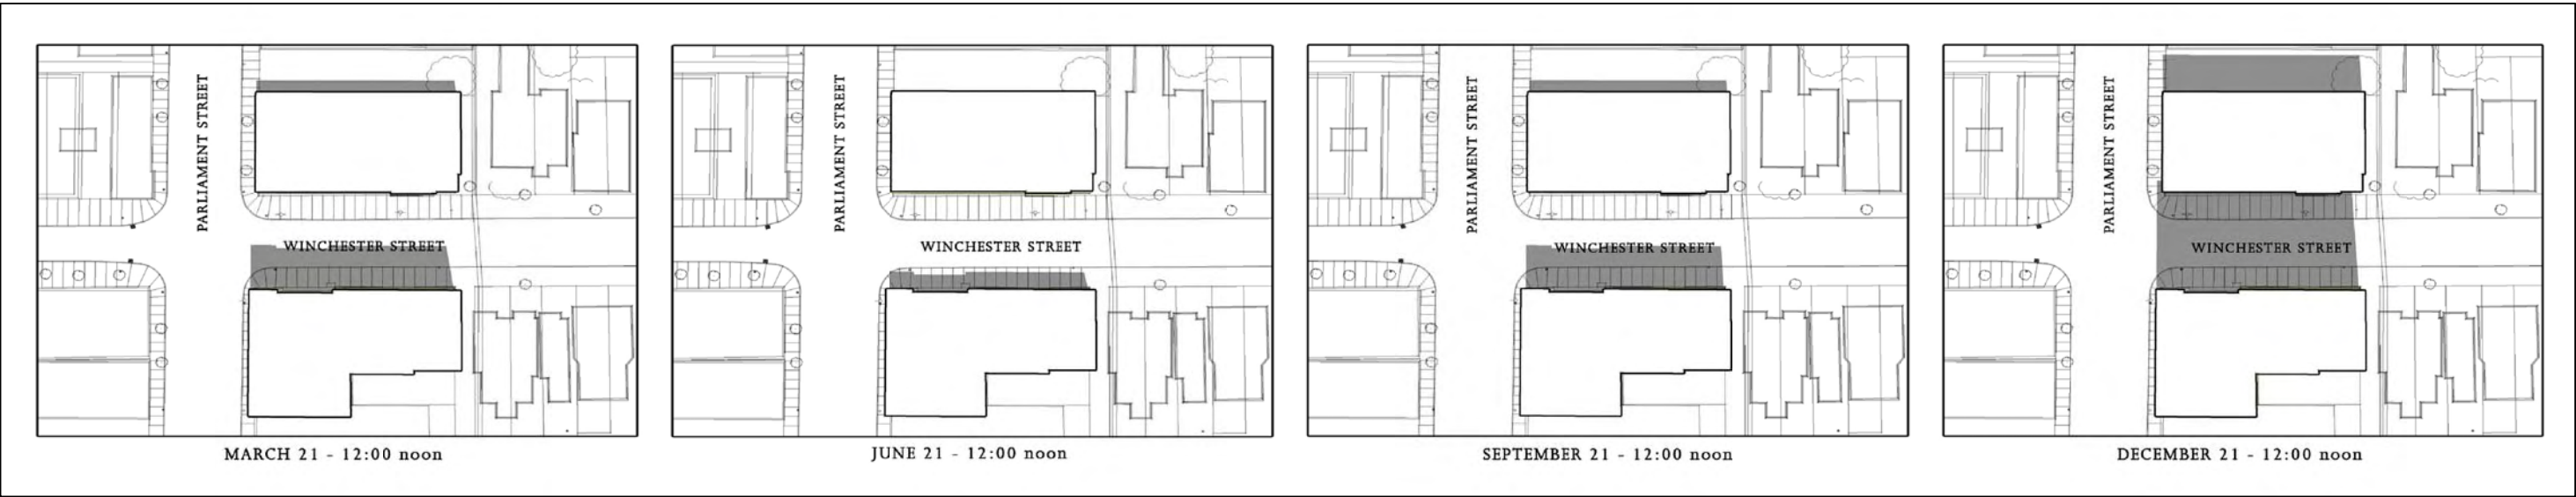 PARLIAMENT STREET
WINCHESTER STREET
MARCH 21 - 12:00 noon
PARLIAMENT STREET
WINCHESTER STREET
JUNE 21 - 12:00 noon
PARLIAMENT STREET
WINCHESTER STREET
SEPTEMBER 21 - 12:00 noon
PARLIAMENT STREET
WINCHESTER STREET
DECEMBER 21 - 12:00 noon